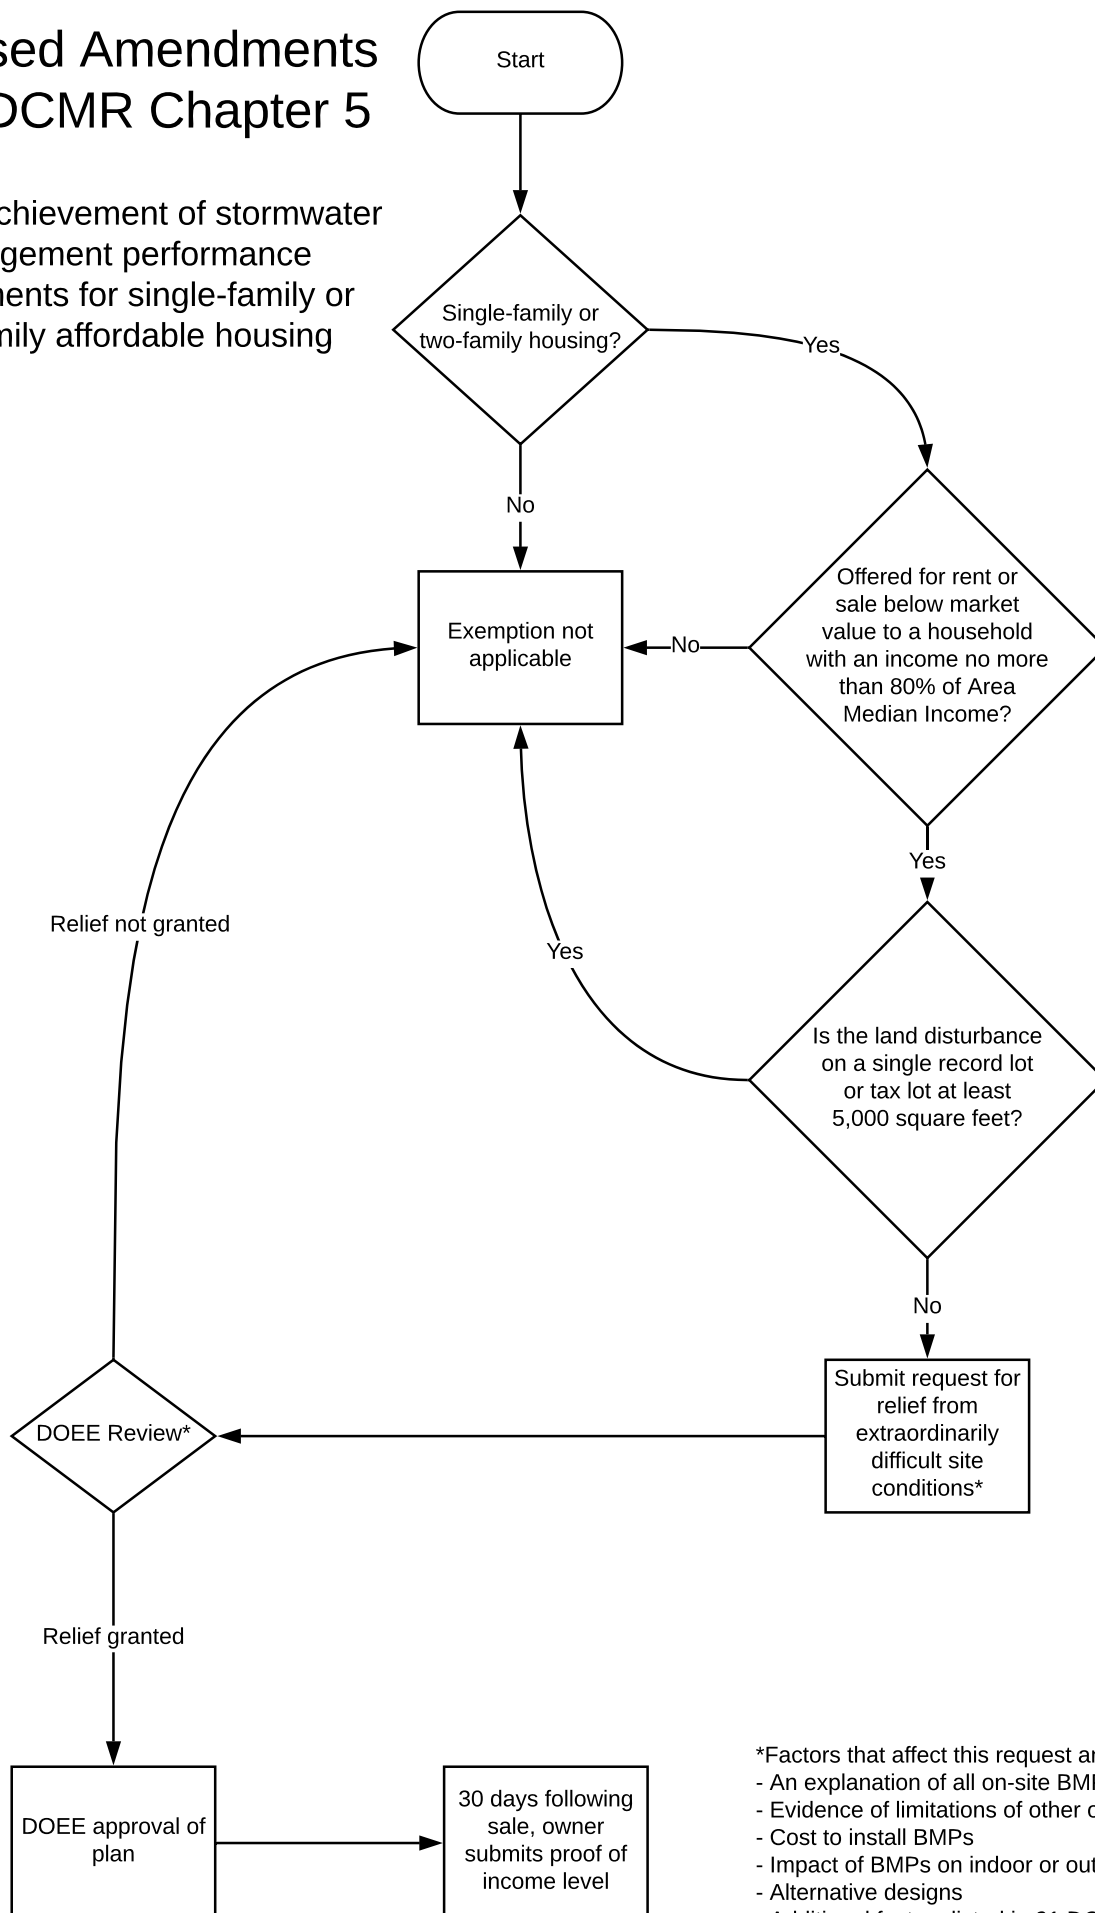 sed Amendments
DCMR Chapter 5
chievement of stormwater
gement performance
ents for single-family or
mily affordable housing
Start
Single-family or
two-family housing?
Yes
No
Exemption not
applicable
No
Offered for rent or
sale below market
value to a household
with an income no more
than 80% of Area
Median Income?
Yes
Relief not granted
Yes
Is the land disturbance
on a single record lot
or tax lot at least
5,000 square feet?
No
Submit request for
relief from
extraordinarily
difficult site
conditions*
DOEE Review*
Relief granted
DOEE approval of
plan
30 days following
sale, owner
submits proof of
income level
*Factors that affect this request
- An explanation of all on-site
- Evidence of limitations of other
- Cost to install BMPs
- Impact of BMPs on indoor or
- Alternative designs